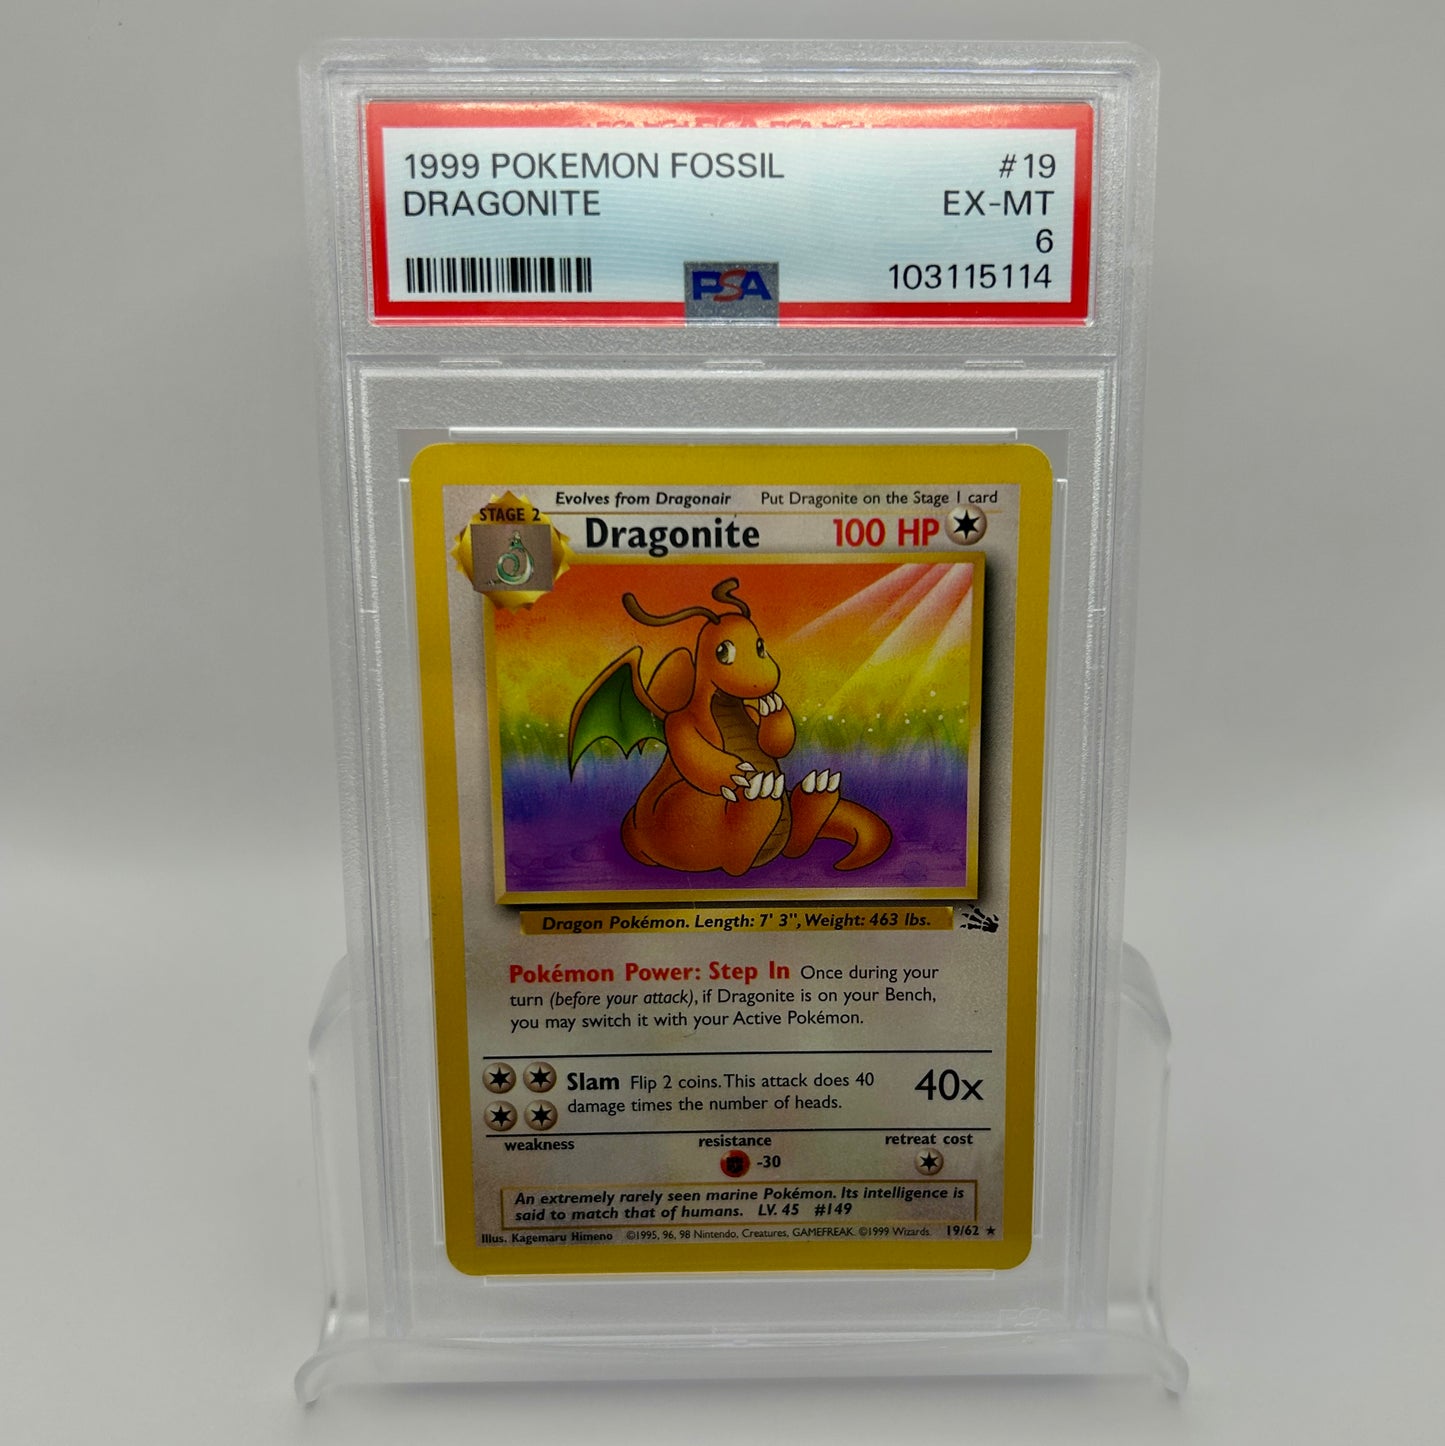 1999 POKEMON FOSSIL #19
DRAGONITE EX-MT
6
103115114
PSA
Evolves from Dragonair Put Dragonite on the Stage 1 card
STAGE 2
Dragonite 100 HP
Dragon Pokémon. Length: 7' 3", Weight: 463 lbs.
Pokémon Power: Step In Once during your
turn (before your attack), if Dragonite is on your Bench,
you may switch it with your Active Pokémon.
Slam Flip 2 coins. This attack does 40
damage times the number of heads.
40x
weakness resistance retreat cost
-30
An extremely rarely seen marine Pokémon. Its intelligence is
said to match that of humans. LV. 45 #149
Illus. Kagemaru Himeno ©1995, 96, 98 Nintendo, Creatures, GAMEFREAK. ©1999 Wizards. 19/62 ★
PSA